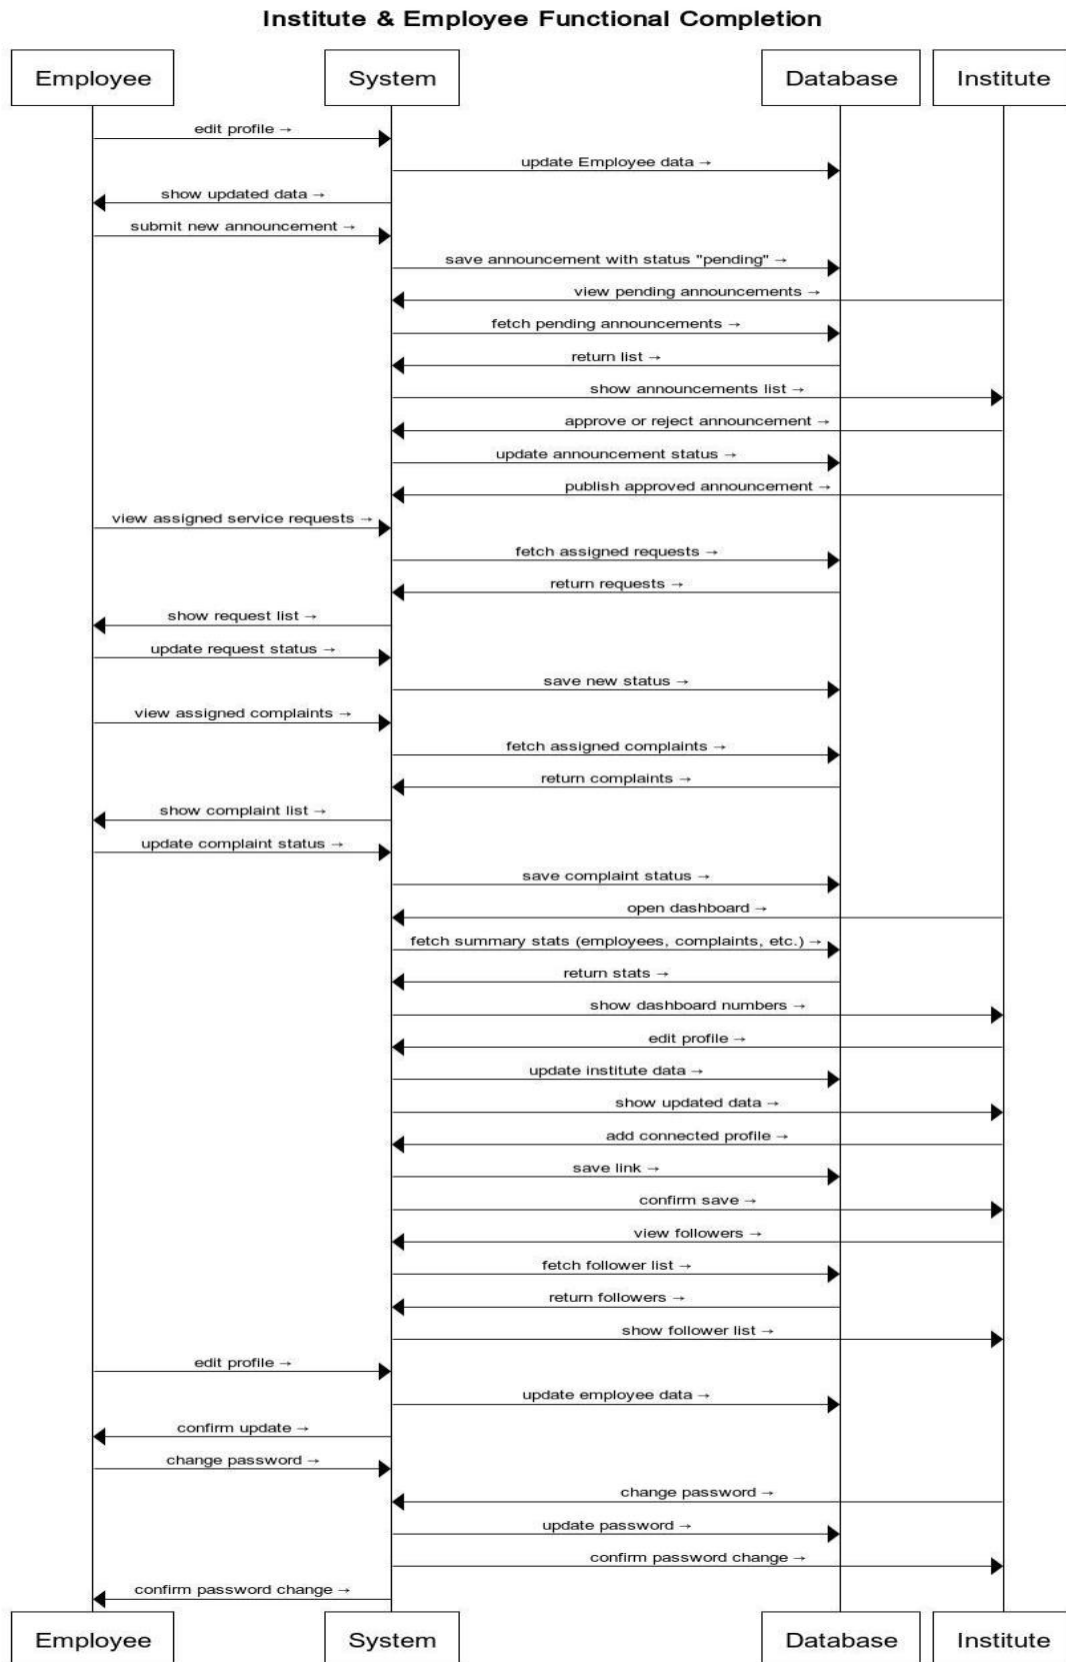 Institute & Employee Functional Completion
Employee System Database Institute
edit profile →
update Employee data →
show updated data →
submit new announcement →
save announcement with status "pending" →
view pending announcements →
fetch pending announcements →
return list →
show announcements list →
approve or reject announcement →
update announcement status →
publish approved announcement →
view assigned service requests →
fetch assigned requests →
return requests →
show request list →
update request status →
save new status →
view assigned complaints →
fetch assigned complaints →
return complaints →
show complaint list →
update complaint status →
save complaint status →
open dashboard →
fetch summary stats (employees, complaints, etc.) →
return stats →
show dashboard numbers →
edit profile →
update institute data →
show updated data →
add connected profile →
save link →
confirm save →
view followers →
fetch follower list →
return followers →
show follower list →
edit profile →
update employee data →
confirm update →
change password →
change password →
update password →
confirm password change →
confirm password change →
Employee System Database Institute